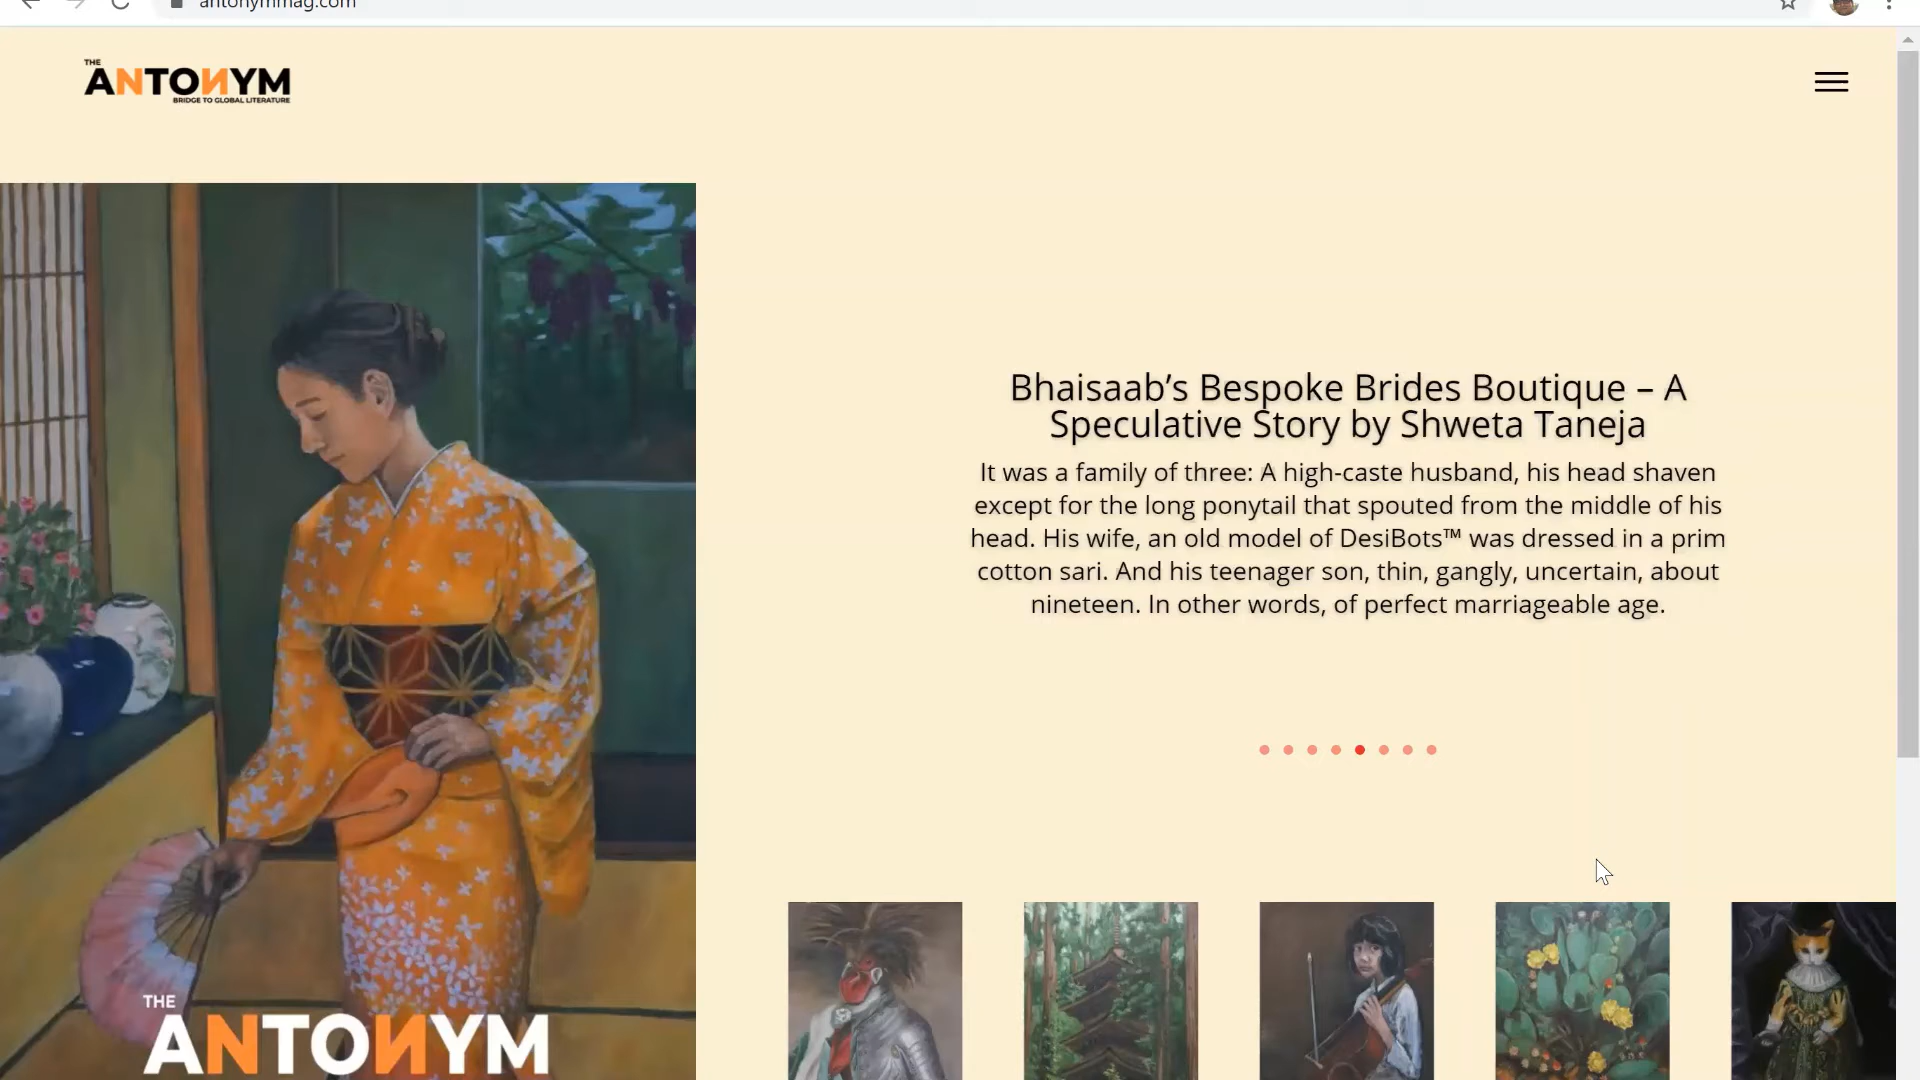 antonymmag.com
THE
ANTONYM
BRIDGE TO GLOBAL LITERATURE
Bhaisaab’s Bespoke Brides Boutique – A
Speculative Story by Shweta Taneja
It was a family of three: A high-caste husband, his head shaven
except for the long ponytail that spouted from the middle of his
head. His wife, an old model of DesiBots™ was dressed in a prim
cotton sari. And his teenager son, thin, gangly, uncertain, about
nineteen. In other words, of perfect marriageable age.
THE
ANTONYM